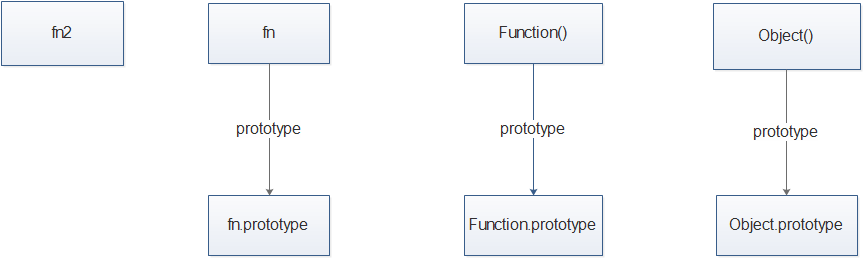 fn2
fn
Function()
Object()
prototype
prototype
prototype
fn.prototype
Function.prototype
Object.prototype